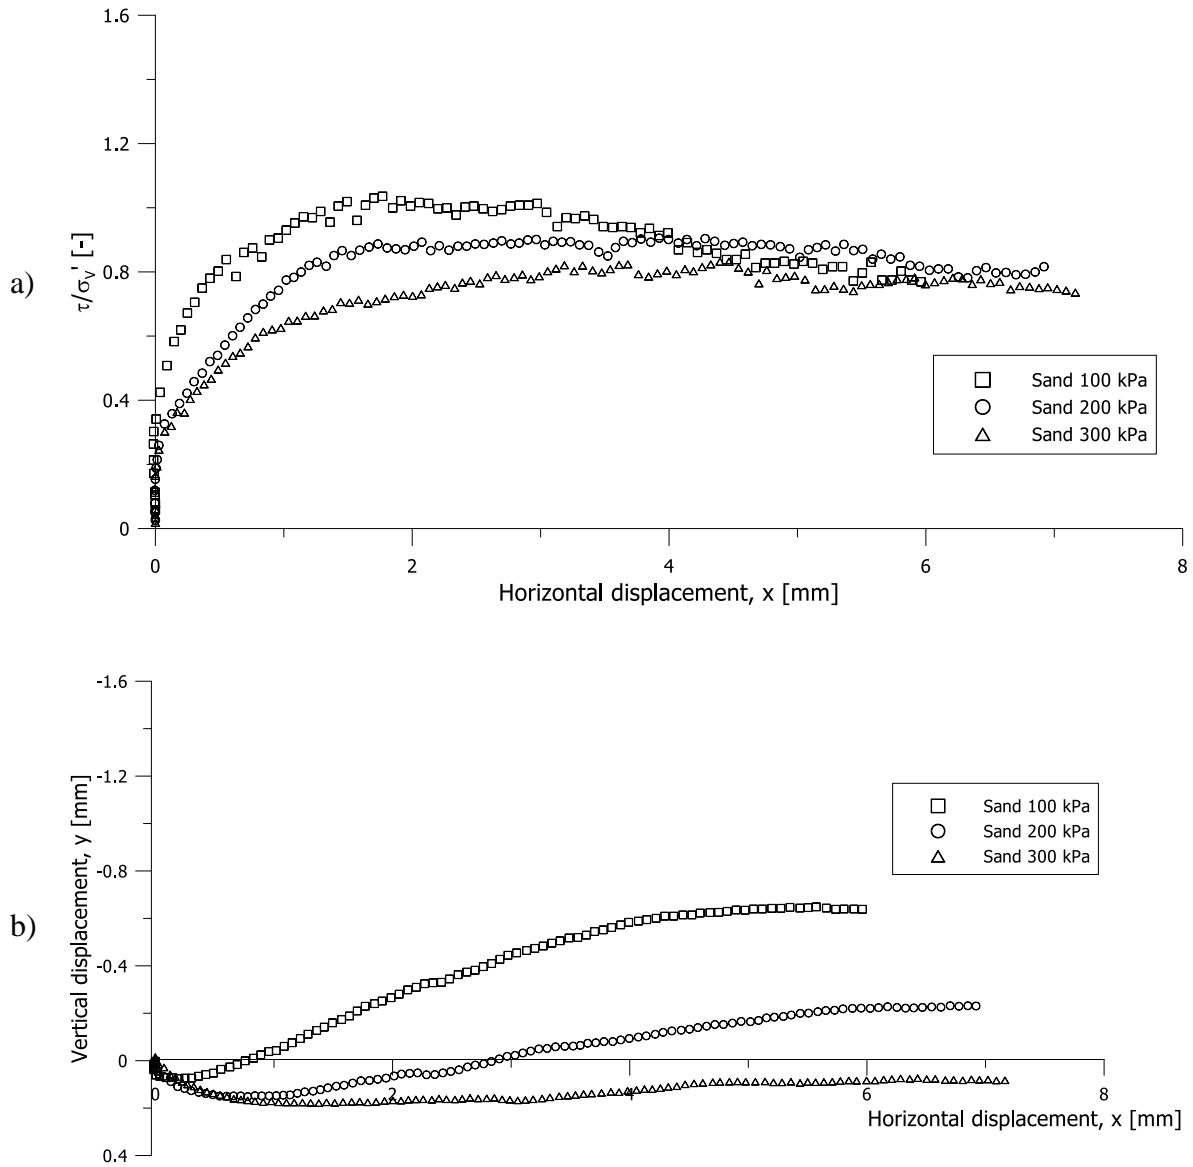 a)
τ/σv' [-]
1.6
1.2
0.8
0.4
0
0 2 4 6 8
Horizontal displacement, x [mm]
Sand 100 kPa
Sand 200 kPa
Sand 300 kPa
b)
Vertical displacement, y [mm]
-1.6
-1.2
-0.8
-0.4
0
0.4
0 2 4 6 8
Horizontal displacement, x [mm]
Sand 100 kPa
Sand 200 kPa
Sand 300 kPa